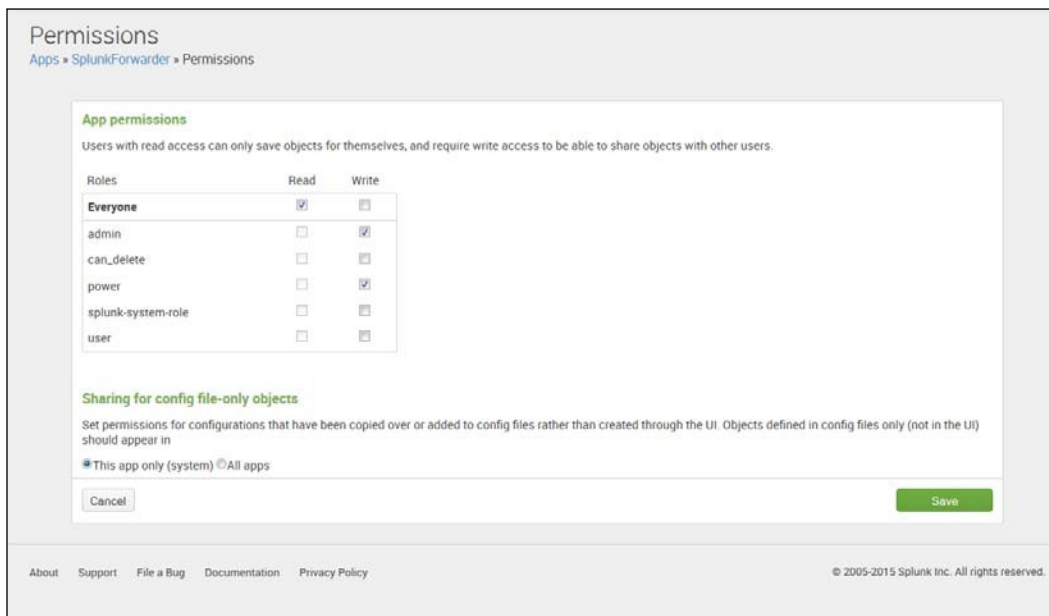 Permissions
Apps » SplunkForwarder » Permissions
App permissions
Users with read access can only save objects for themselves, and require write access to be able to share objects with other users.
Roles Read Write
Everyone
admin
can_delete
power
splunk-system-role
user
Sharing for config file-only objects
Set permissions for configurations that have been copied over or added to config files rather than created through the UI. Objects defined in config files only (not in the UI)
should appear in
This app only (system) All apps
Cancel Save
About Support File a Bug Documentation Privacy Policy © 2005-2015 Splunk Inc. All rights reserved.